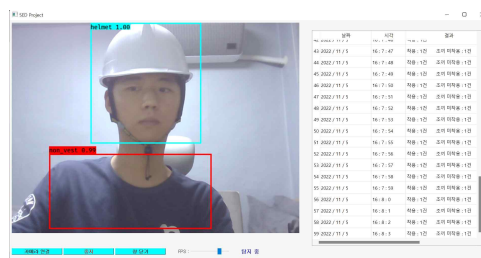 SED Project
helmet 1.00
non_vest 0.99
날짜 시각 결과
43 2022 / 11 / 5 16 : 7 : 47 착용 : 1건 조끼 미착용 : 1건
44 2022 / 11 / 5 16 : 7 : 48 착용 : 1건 조끼 미착용 : 1건
45 2022 / 11 / 5 16 : 7 : 49 착용 : 1건 조끼 미착용 : 1건
46 2022 / 11 / 5 16 : 7 : 50 착용 : 1건 조끼 미착용 : 1건
47 2022 / 11 / 5 16 : 7 : 51 착용 : 1건 조끼 미착용 : 1건
48 2022 / 11 / 5 16 : 7 : 52 착용 : 1건 조끼 미착용 : 1건
49 2022 / 11 / 5 16 : 7 : 53 착용 : 1건 조끼 미착용 : 1건
50 2022 / 11 / 5 16 : 7 : 54 착용 : 1건 조끼 미착용 : 1건
51 2022 / 11 / 5 16 : 7 : 55 착용 : 1건 조끼 미착용 : 1건
52 2022 / 11 / 5 16 : 7 : 56 착용 : 1건 조끼 미착용 : 1건
53 2022 / 11 / 5 16 : 7 : 57 착용 : 1건 조끼 미착용 : 1건
54 2022 / 11 / 5 16 : 7 : 58 착용 : 1건 조끼 미착용 : 1건
55 2022 / 11 / 5 16 : 7 : 59 착용 : 1건 조끼 미착용 : 1건
56 2022 / 11 / 5 16 : 8 : 0 착용 : 1건 조끼 미착용 : 1건
57 2022 / 11 / 5 16 : 8 : 1 착용 : 1건 조끼 미착용 : 1건
58 2022 / 11 / 5 16 : 8 : 2 착용 : 1건 조끼 미착용 : 1건
59 2022 / 11 / 5 16 : 8 : 3 착용 : 1건 조끼 미착용 : 1건
카메라 전환 중지 창 닫기 FPS 탐지 중